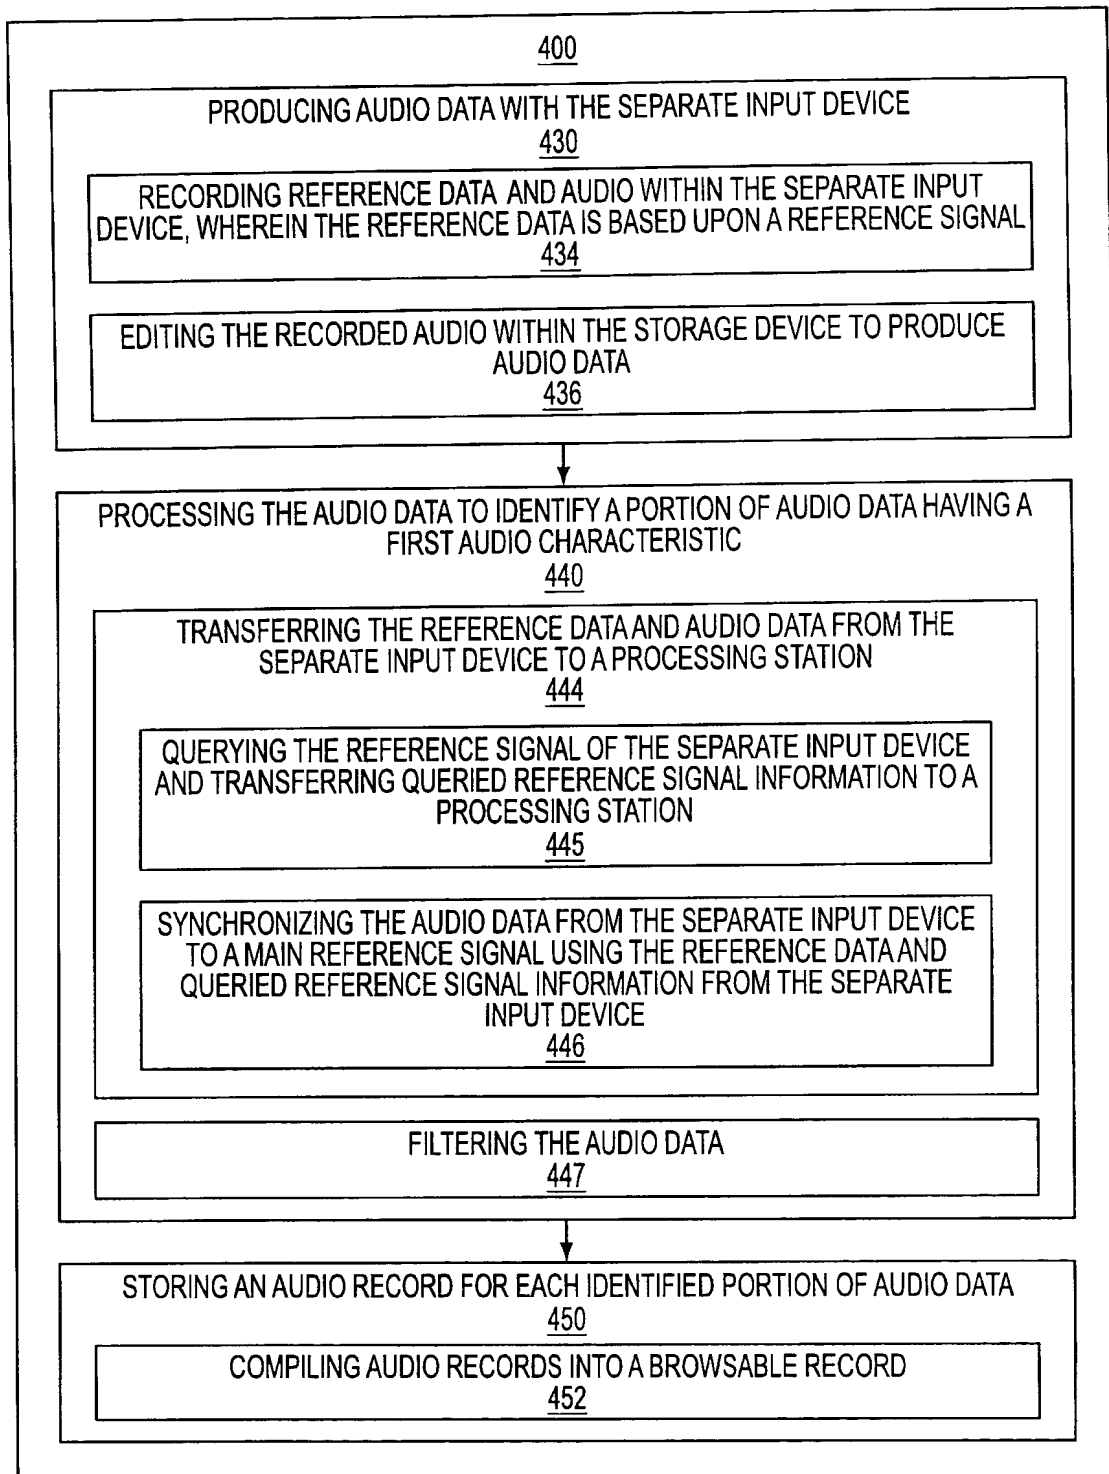 400
PRODUCING AUDIO DATA WITH THE SEPARATE INPUT DEVICE
430
RECORDING REFERENCE DATA AND AUDIO WITHIN THE SEPARATE INPUT
DEVICE, WHEREIN THE REFERENCE DATA IS BASED UPON A REFERENCE SIGNAL
434
EDITING THE RECORDED AUDIO WITHIN THE STORAGE DEVICE TO PRODUCE
AUDIO DATA
436
PROCESSING THE AUDIO DATA TO IDENTIFY A PORTION OF AUDIO DATA HAVING A
FIRST AUDIO CHARACTERISTIC
440
TRANSFERRING THE REFERENCE DATA AND AUDIO DATA FROM THE
SEPARATE INPUT DEVICE TO A PROCESSING STATION
444
QUERYING THE REFERENCE SIGNAL OF THE SEPARATE INPUT DEVICE
AND TRANSFERRING QUERIED REFERENCE SIGNAL INFORMATION TO A
PROCESSING STATION
445
SYNCHRONIZING THE AUDIO DATA FROM THE SEPARATE INPUT DEVICE
TO A MAIN REFERENCE SIGNAL USING THE REFERENCE DATA AND
QUERIED REFERENCE SIGNAL INFORMATION FROM THE SEPARATE
INPUT DEVICE
446
FILTERING THE AUDIO DATA
447
STORING AN AUDIO RECORD FOR EACH IDENTIFIED PORTION OF AUDIO DATA
450
COMPILING AUDIO RECORDS INTO A BROWSABLE RECORD
452